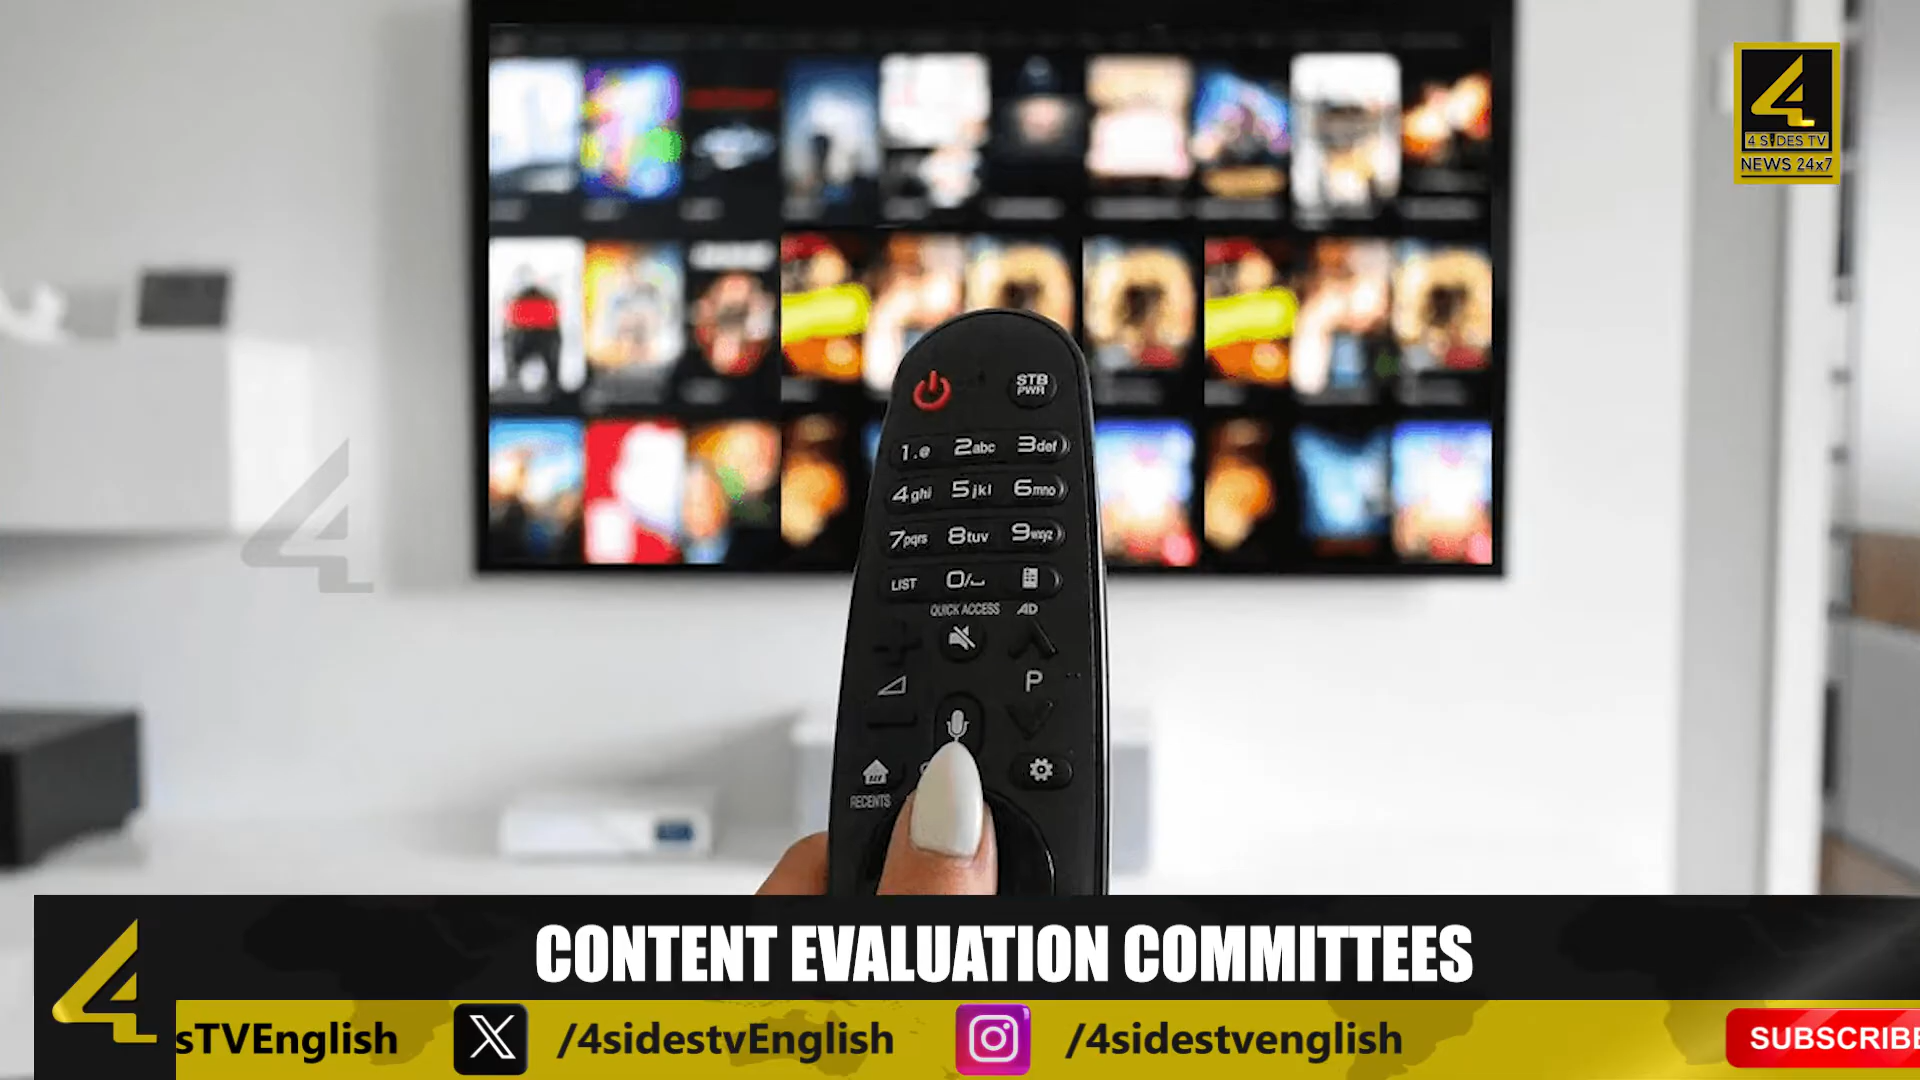 4 SIDES TV
NEWS 24x7
STB
PWR
1.@ 2abc 3def
4ghi 5jkl 6mno
7pqrs 8tuv 9wxyz
LIST 0/⌴
QUICK ACCESS AD
P
RECENTS
CONTENT EVALUATION COMMITTEES
sTVEnglish /4sidestvEnglish /4sidestvenglish SUBSCRIBE